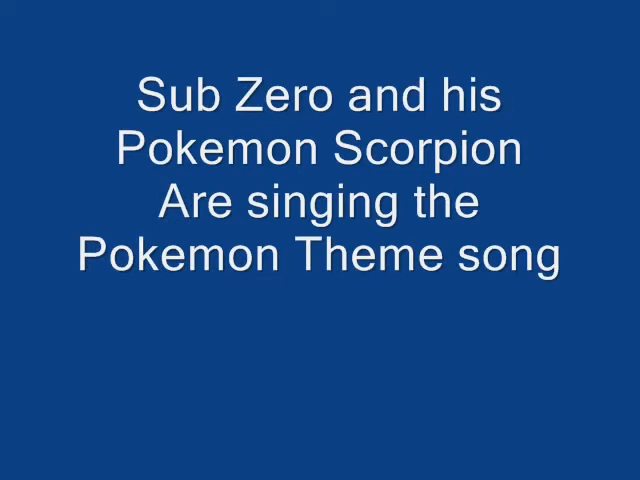 Sub Zero and his
Pokemon Scorpion
Are singing the
Pokemon Theme song